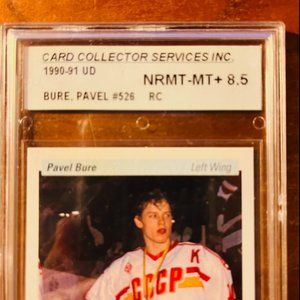 CARD COLLECTOR SERVICES INC.
1990-91 UD
NRMT-MT+ 8.5
BURE, PAVEL #526 RC
Pavel Bure Left Wing
K
CCCP